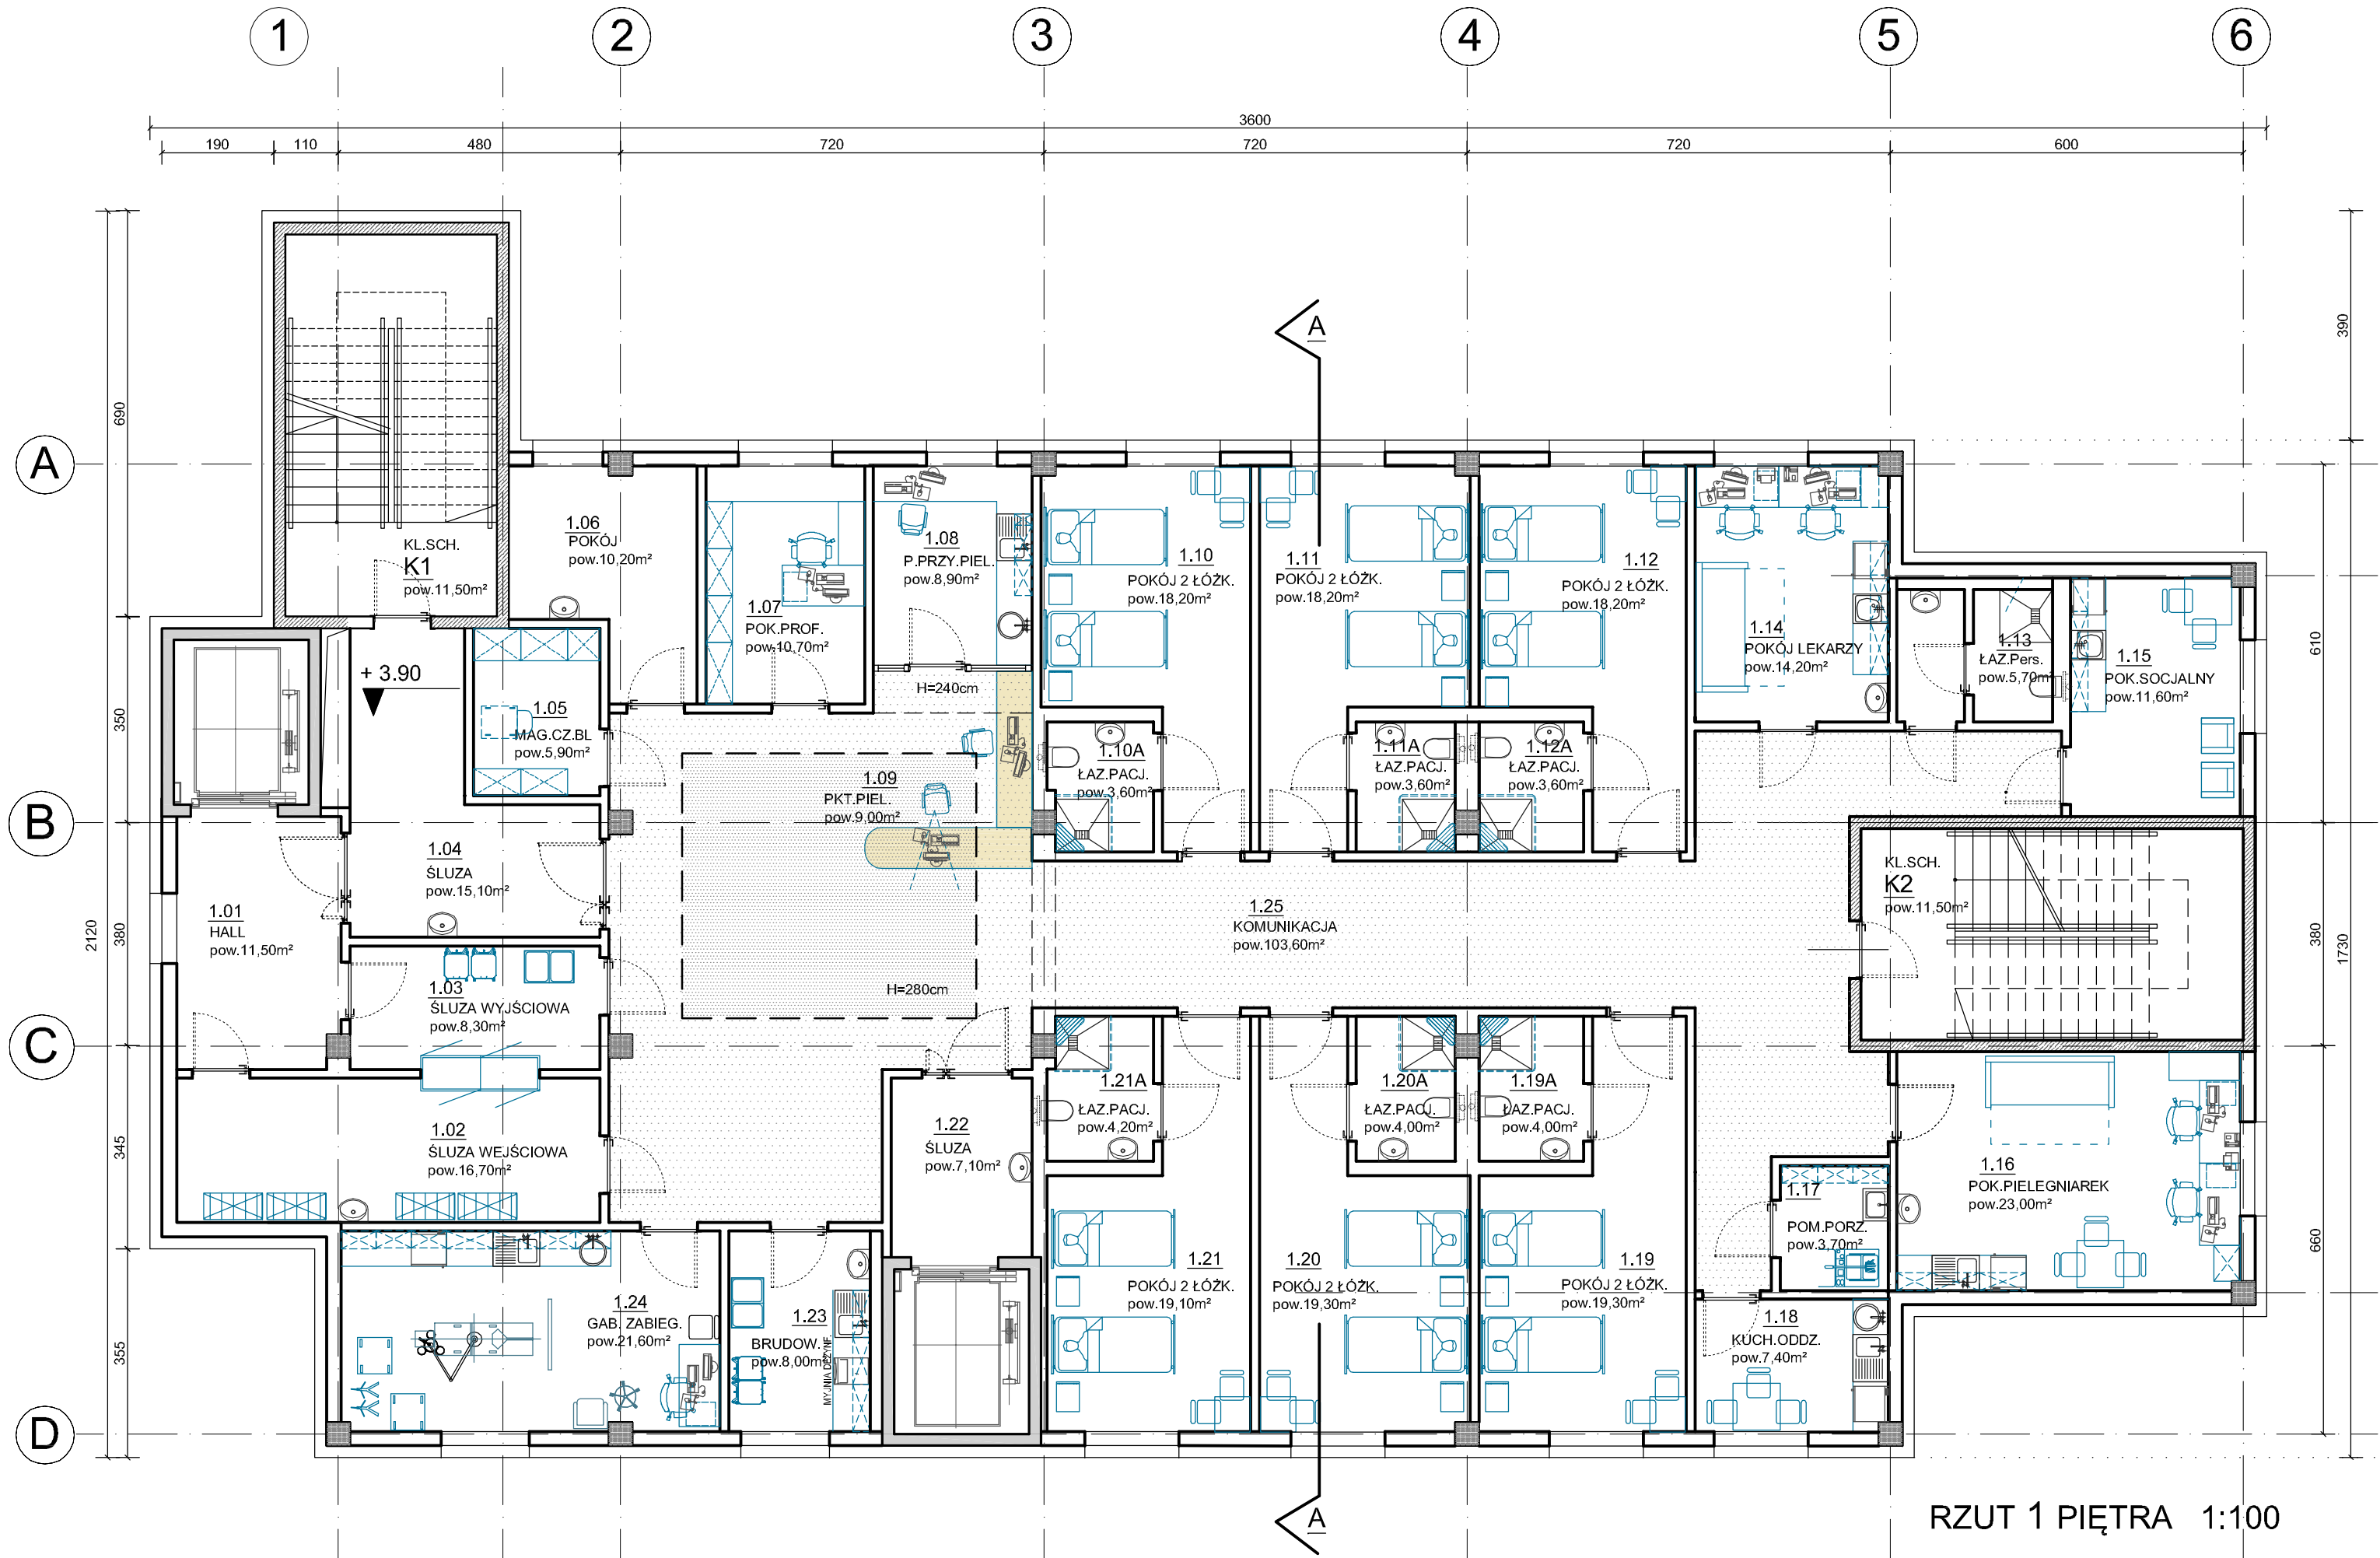 1
2
3
4
5
6
3600
190
110
480
720
720
720
600
A
B
C
D
690
350
380
345
355
2120
390
610
380
660
1730
A
A
KL.SCH.
K1
pow.11,50m²
+ 3.90
1.01
HALL
pow.11,50m²
1.02
ŚLUZA WEJŚCIOWA
pow.16,70m²
1.03
ŚLUZA WYJŚCIOWA
pow.8,30m²
1.04
ŚLUZA
pow.15,10m²
1.05
MAG.CZ.BL
pow.5,90m²
1.06
POKÓJ
pow.10,20m²
1.07
POK.PROF.
pow.10,70m²
1.08
P.PRZY.PIEL.
pow.8,90m²
H=240cm
1.09
PKT.PIEL.
pow.9,00m²
H=280cm
1.10
POKÓJ 2 ŁÓŻK.
pow.18,20m²
1.10A
ŁAZ.PACJ.
pow.3,60m²
1.11
POKÓJ 2 ŁÓŻK.
pow.18,20m²
1.11A
ŁAZ.PACJ.
pow.3,60m²
1.12
POKÓJ 2 ŁÓŻK.
pow.18,20m²
1.12A
ŁAZ.PACJ.
pow.3,60m²
1.13
ŁAZ.Pers.
pow.5,70m²
1.14
POKÓJ LEKARZY
pow.14,20m²
1.15
POK.SOCJALNY
pow.11,60m²
KL.SCH.
K2
pow.11,50m²
1.16
POK.PIELEGNIAREK
pow.23,00m²
1.17
POM.PORZ.
pow.3,70m²
1.18
KUCH.ODDZ.
pow.7,40m²
1.19
POKÓJ 2 ŁÓŻK.
pow.19,30m²
1.19A
ŁAZ.PACJ.
pow.4,00m²
1.20
POKÓJ 2 ŁÓŻK.
pow.19,30m²
1.20A
ŁAZ.PACJ.
pow.4,00m²
1.21
POKÓJ 2 ŁÓŻK.
pow.19,10m²
1.21A
ŁAZ.PACJ.
pow.4,20m²
1.22
ŚLUZA
pow.7,10m²
1.23
BRUDOW.
pow.8,00m²
MYJNIA DEZYNF.
1.24
GAB. ZABIEG.
pow.21,60m²
1.25
KOMUNIKACJA
pow.103,60m²
RZUT 1 PIĘTRA 1:100